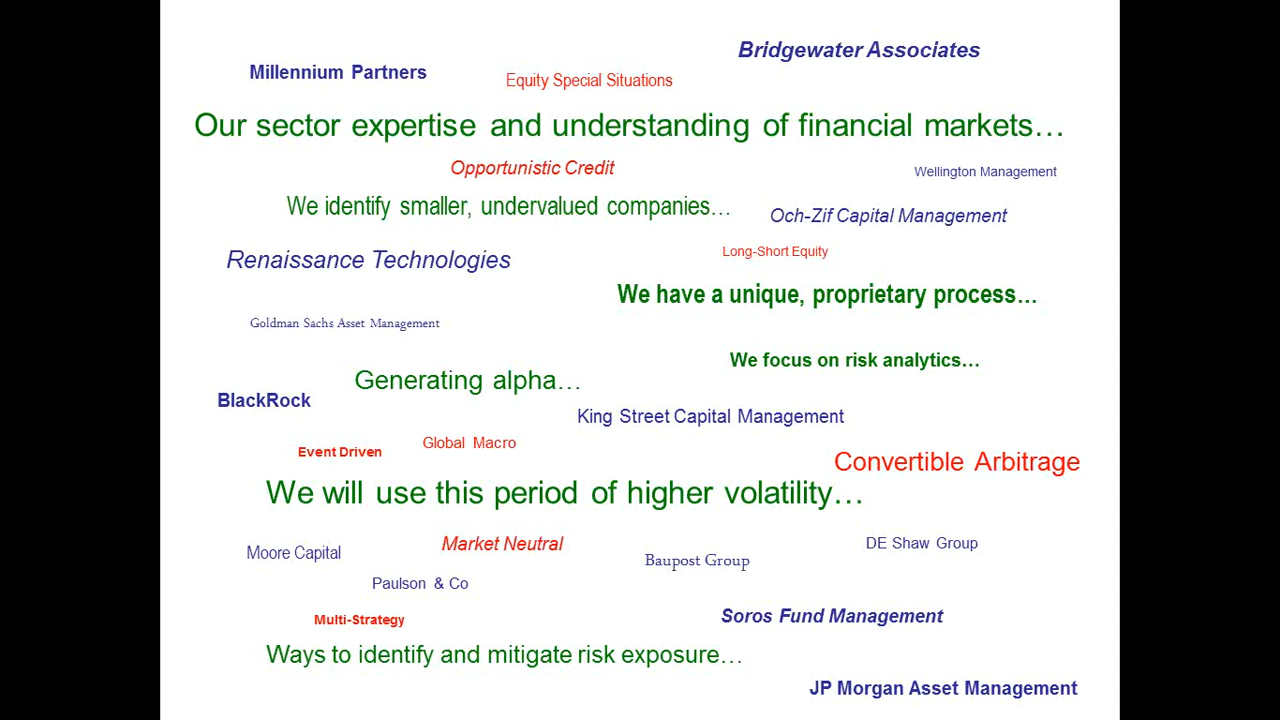 Bridgewater Associates
Millennium Partners
Equity Special Situations
Our sector expertise and understanding of financial markets…
Opportunistic Credit
Wellington Management
We identify smaller, undervalued companies…
Och-Zif Capital Management
Long-Short Equity
Renaissance Technologies
We have a unique, proprietary process…
Goldman Sachs Asset Management
We focus on risk analytics…
Generating alpha…
BlackRock
King Street Capital Management
Global Macro
Event Driven
Convertible Arbitrage
We will use this period of higher volatility…
Market Neutral
DE Shaw Group
Moore Capital
Baupost Group
Paulson & Co
Soros Fund Management
Multi-Strategy
Ways to identify and mitigate risk exposure…
JP Morgan Asset Management